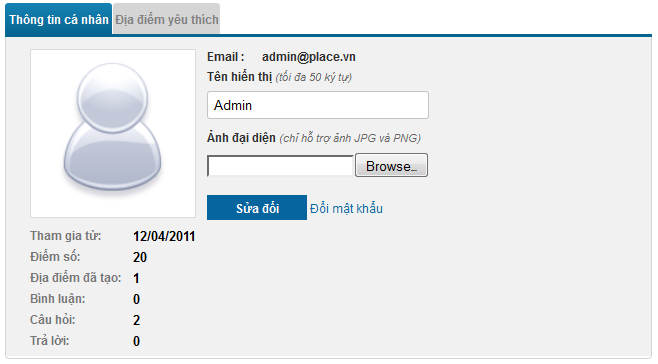 Thông tin cá nhân Địa điểm yêu thích
Email : admin@place.vn
Tên hiển thị (tối đa 50 ký tự)
Admin
Ảnh đại diện (chỉ hỗ trợ ảnh JPG và PNG)
Browse..
Sửa đổi Đổi mật khẩu
Tham gia từ: 12/04/2011
Điểm số: 20
Địa điểm đã tạo: 1
Bình luận: 0
Câu hỏi: 2
Trả lời: 0